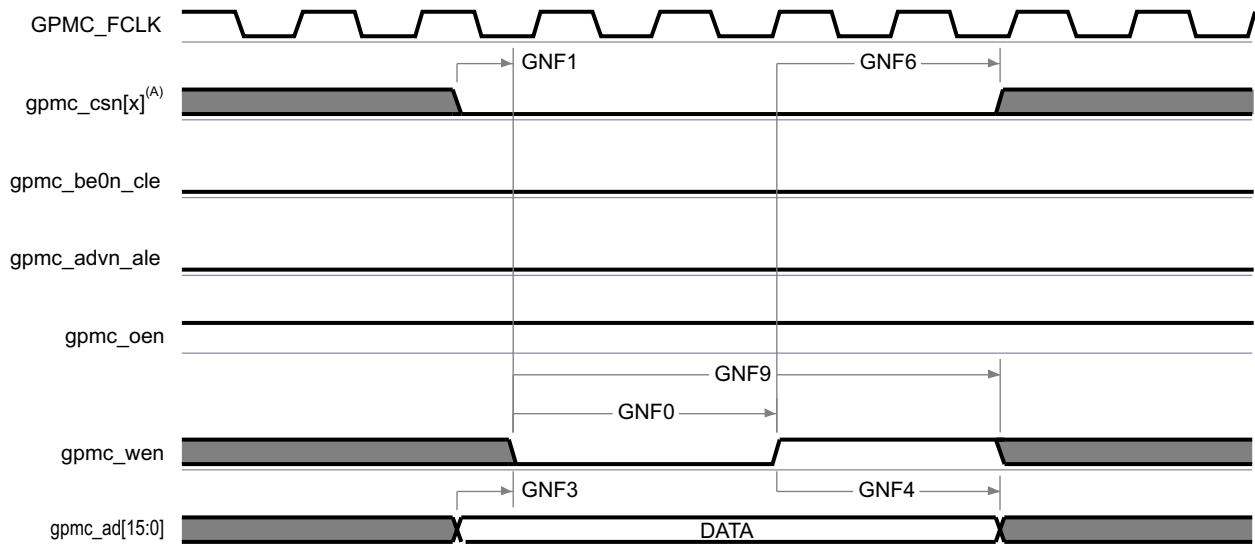 GPMC_FCLK
GNF1 GNF6
gpmc_csn[x](A)
gpmc_be0n_cle
gpmc_advn_ale
gpmc_oen
GNF9
GNF0
gpmc_wen
GNF3 GNF4
gpmc_ad[15:0] DATA